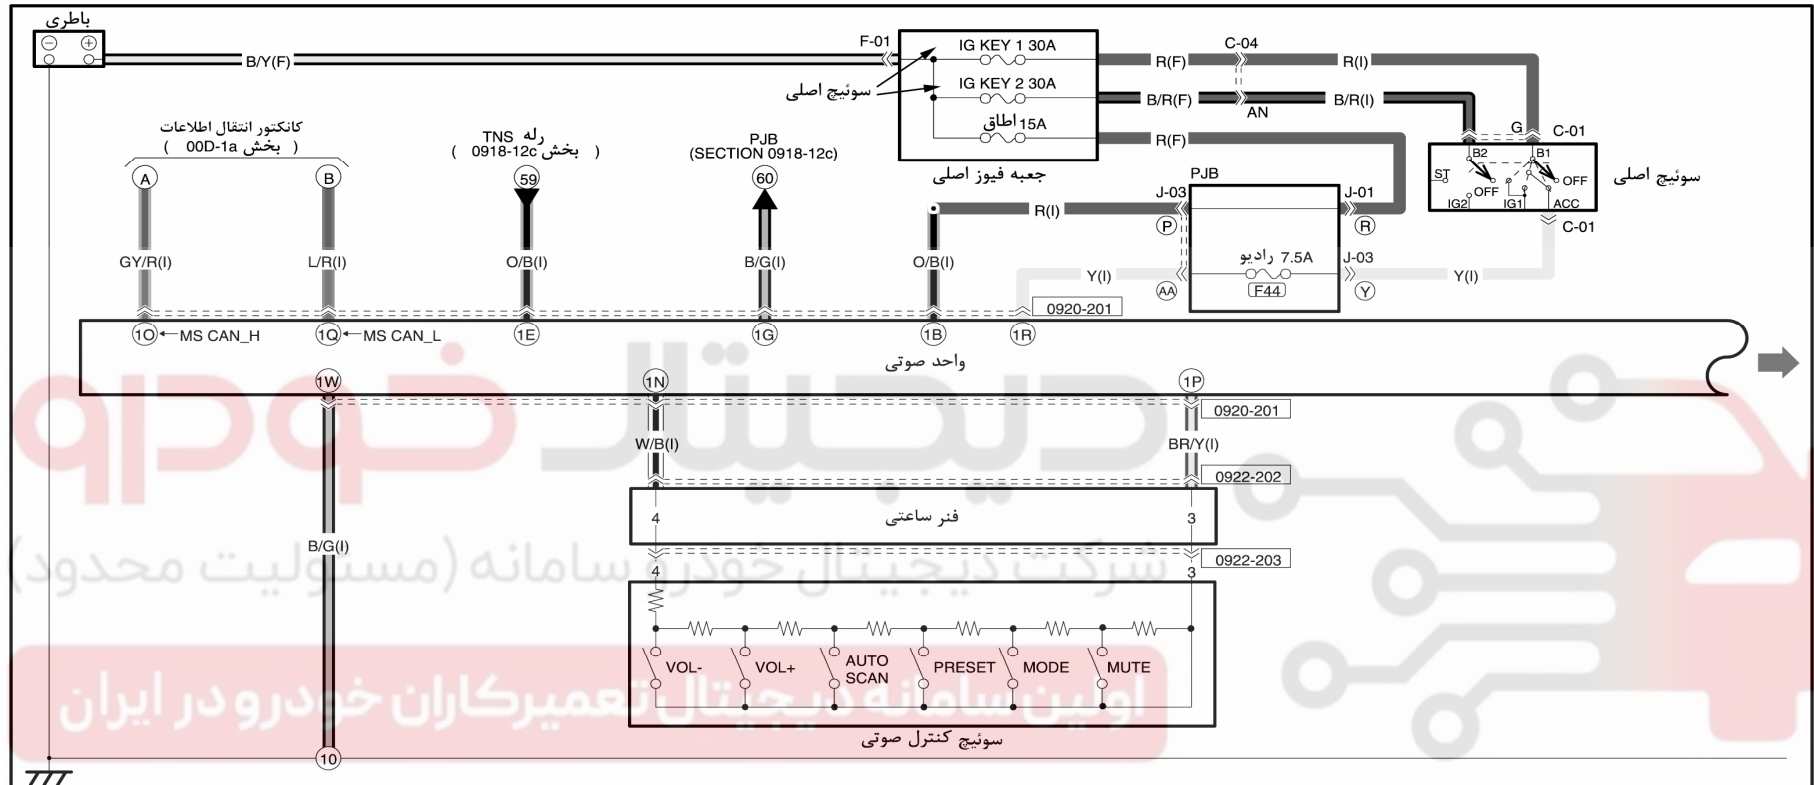 باطری
B/Y(F)
F-01
IG KEY 1 30A
IG KEY 2 30A
اطاق 15A
سوئیچ اصلی
جعبه فیوز اصلی
R(F)
C-04
R(I)
B/R(F)
AN
B/R(I)
R(F)
G
C-01
B2
B1
ST
OFF
OFF
IG2
IG1
ACC
سوئیچ اصلی
C-01
کانکتور انتقال اطلاعات
( بخش 00D-1a )
A
B
رله TNS
( بخش 0918-12c )
59
PJB
(SECTION 0918-12c)
60
PJB
J-03
J-01
P
R
R(I)
رادیو 7.5A
F44
J-03
AA
Y
Y(I)
Y(I)
GY/R(I)
L/R(I)
O/B(I)
B/G(I)
O/B(I)
0920-201
1O
MS CAN_H
1Q
MS CAN_L
1E
1G
1B
1R
واحد صوتی
1W
1N
1P
0920-201
W/B(I)
BR/Y(I)
0922-202
4
فنر ساعتی
3
0922-203
4
3
B/G(I)
VOL-
VOL+
AUTO
SCAN
PRESET
MODE
MUTE
سوئیچ کنترل صوتی
10
دیجیتال خودرو
شرکت دیجیتال خودرو سامانه (مسئولیت محدود)
اولین سامانه دیجیتال تعمیرکاران خودرو در ایران